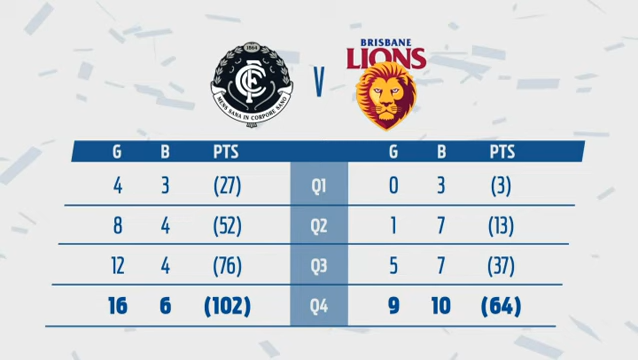 1864
CFC
MENS SANA IN CORPORE SANO
V
BRISBANE
LIONS
G B PTS G B PTS
4 3 (27) Q1 0 3 (3)
8 4 (52) Q2 1 7 (13)
12 4 (76) Q3 5 7 (37)
16 6 (102) Q4 9 10 (64)